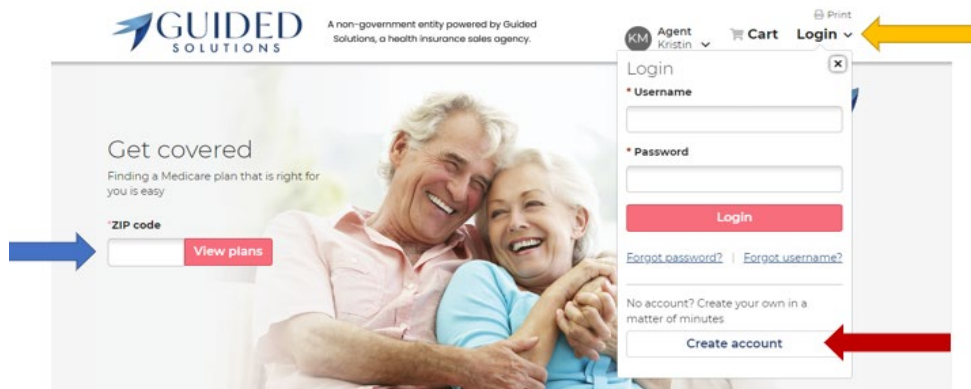 GUIDED
SOLUTIONS
A non-government entity powered by Guided
Solutions, a health insurance sales agency.
Print
KM
Agent
Kristin
Cart
Login
Get covered
Finding a Medicare plan that is right for
you is easy
*ZIP code
View plans
Login
* Username
* Password
Login
Forgot password? | Forgot username?
No account? Create your own in a
matter of minutes
Create account